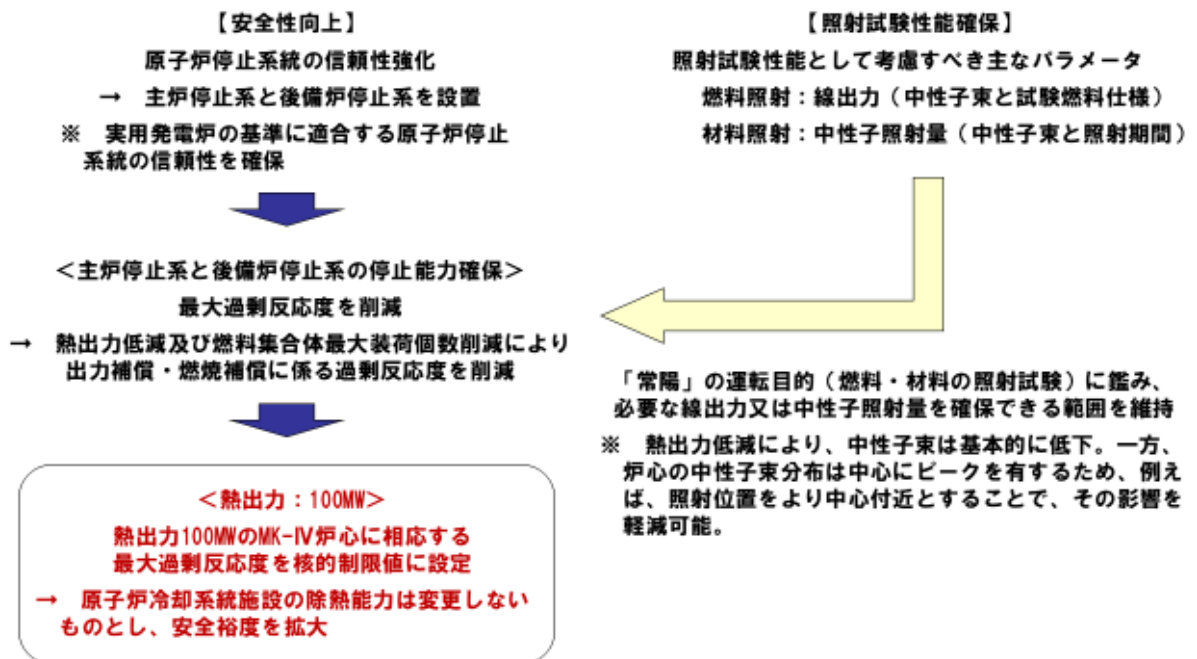 【安全性向上】
原子炉停止系統の信頼性強化
→ 主炉停止系と後備炉停止系を設置
※ 実用発電炉の基準に適合する原子炉停止
系統の信頼性を確保
＜主炉停止系と後備炉停止系の停止能力確保＞
最大過剰反応度を削減
→ 熱出力低減及び燃料集合体最大装荷個数削減により
出力補償・燃焼補償に係る過剰反応度を削減
＜熱出力：100MW＞
熱出力100MWのMK-Ⅳ炉心に相応する
最大過剰反応度を核的制限値に設定
→ 原子炉冷却系統施設の除熱能力は変更しない
ものとし、安全裕度を拡大
【照射試験性能確保】
照射試験性能として考慮すべき主なパラメータ
燃料照射：線出力（中性子束と試験燃料仕様）
材料照射：中性子照射量（中性子束と照射期間）
「常陽」の運転目的（燃料・材料の照射試験）に鑑み、
必要な線出力又は中性子照射量を確保できる範囲を維持
※ 熱出力低減により、中性子束は基本的に低下。一方、
炉心の中性子束分布は中心にピークを有するため、例え
ば、照射位置をより中心付近とすることで、その影響を
軽減可能。